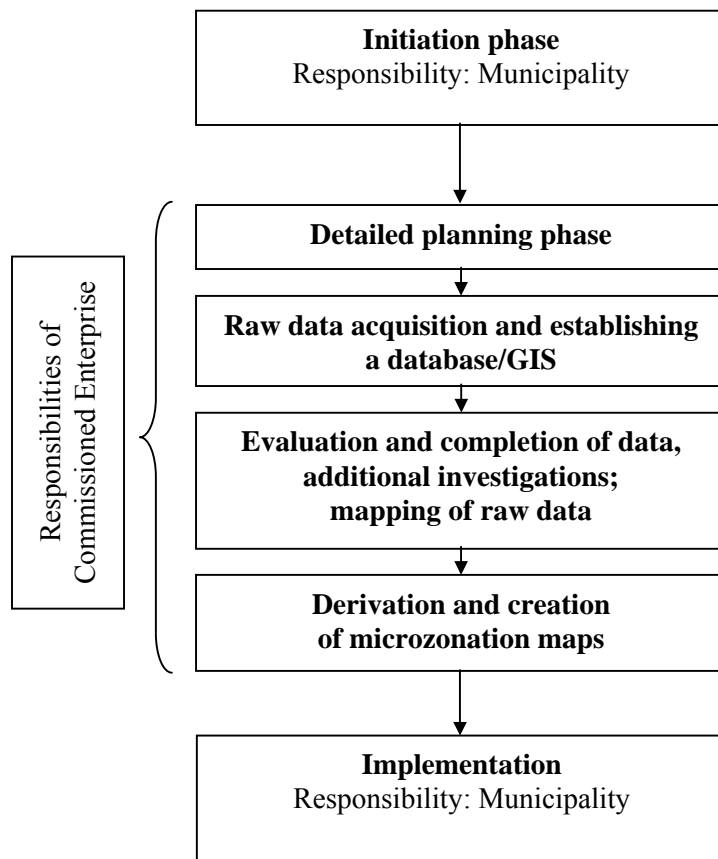 Initiation phase
Responsibility: Municipality
Responsibilities of
Commissioned Enterprise
Detailed planning phase
Raw data acquisition and establishing
a database/GIS
Evaluation and completion of data,
additional investigations;
mapping of raw data
Derivation and creation
of microzonation maps
Implementation
Responsibility: Municipality